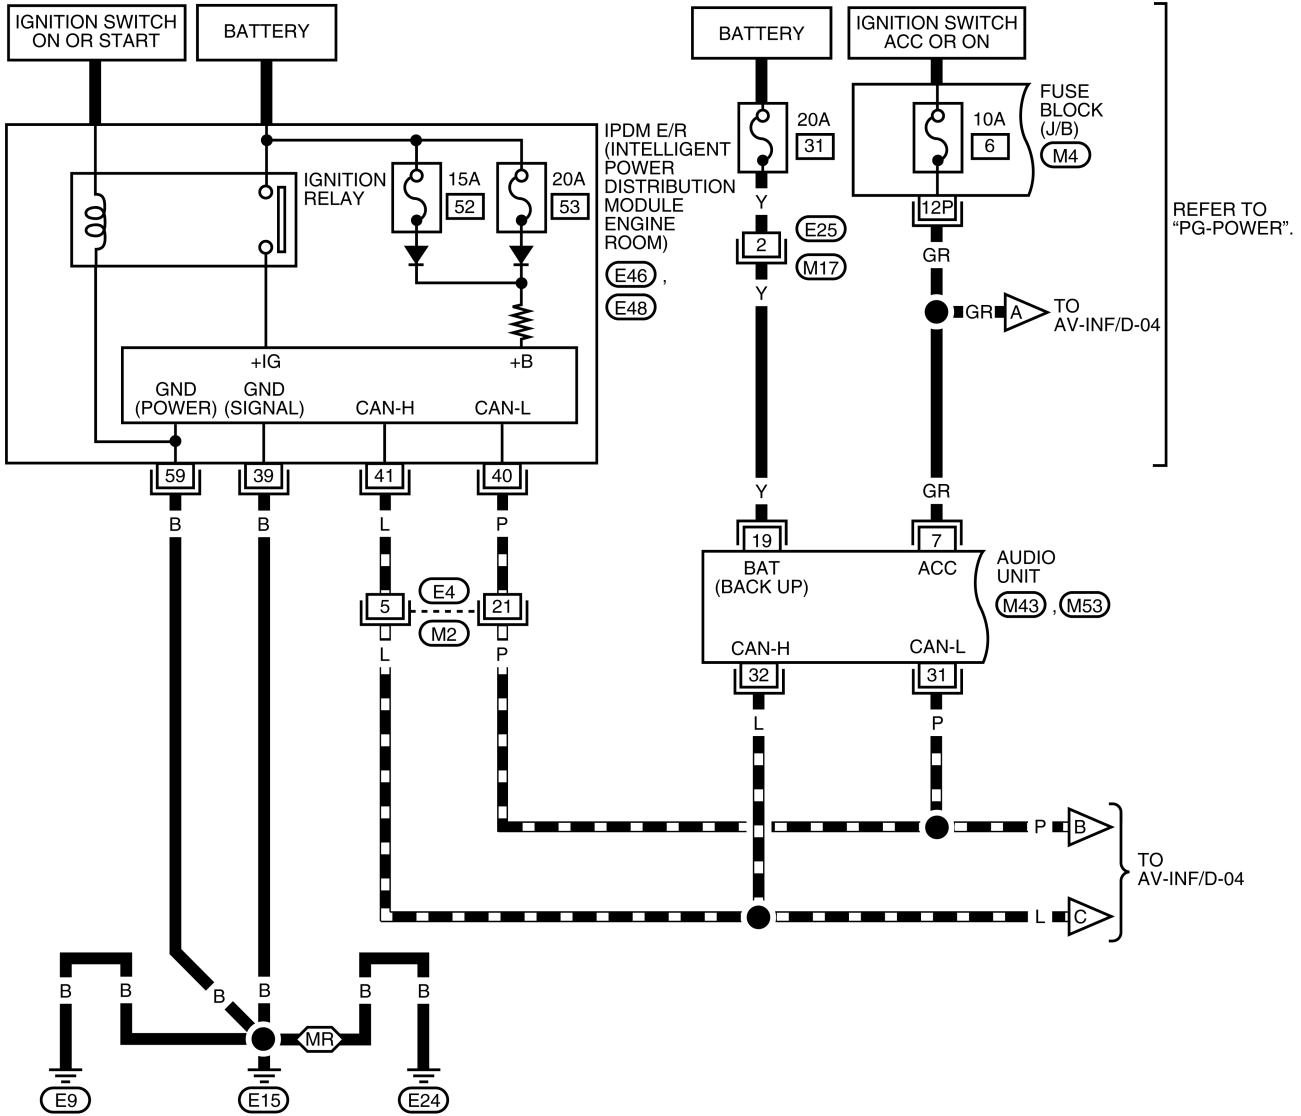 IGNITION SWITCH
ON OR START
BATTERY
BATTERY
IGNITION SWITCH
ACC OR ON
IPDM E/R
(INTELLIGENT
POWER
DISTRIBUTION
MODULE
ENGINE
ROOM)
E46 ,
E48
IGNITION
RELAY
15A
52
20A
53
20A
31
10A
6
FUSE
BLOCK
(J/B)
M4
Y
2
E25
M17
Y
12P
GR
GR
A
TO
AV-INF/D-04
REFER TO
“PG-POWER”.
+IG
+B
GND
(POWER)
GND
(SIGNAL)
CAN-H
CAN-L
59
39
41
40
B
B
L
P
Y
GR
19
7
BAT
(BACK UP)
ACC
AUDIO
UNIT
M43 , M53
5
E4
M2
21
L
P
CAN-H
CAN-L
32
31
L
P
P
B
L
C
TO
AV-INF/D-04
B
B
B
B
B
B
MR
E9
E15
E24